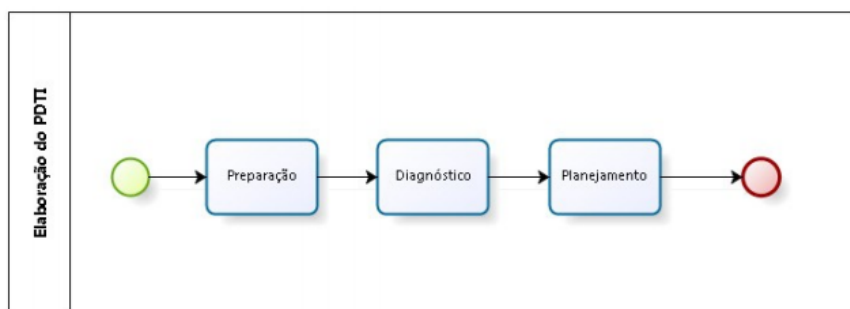 Elaboração do PDTI
Preparação
Diagnóstico
Planejamento